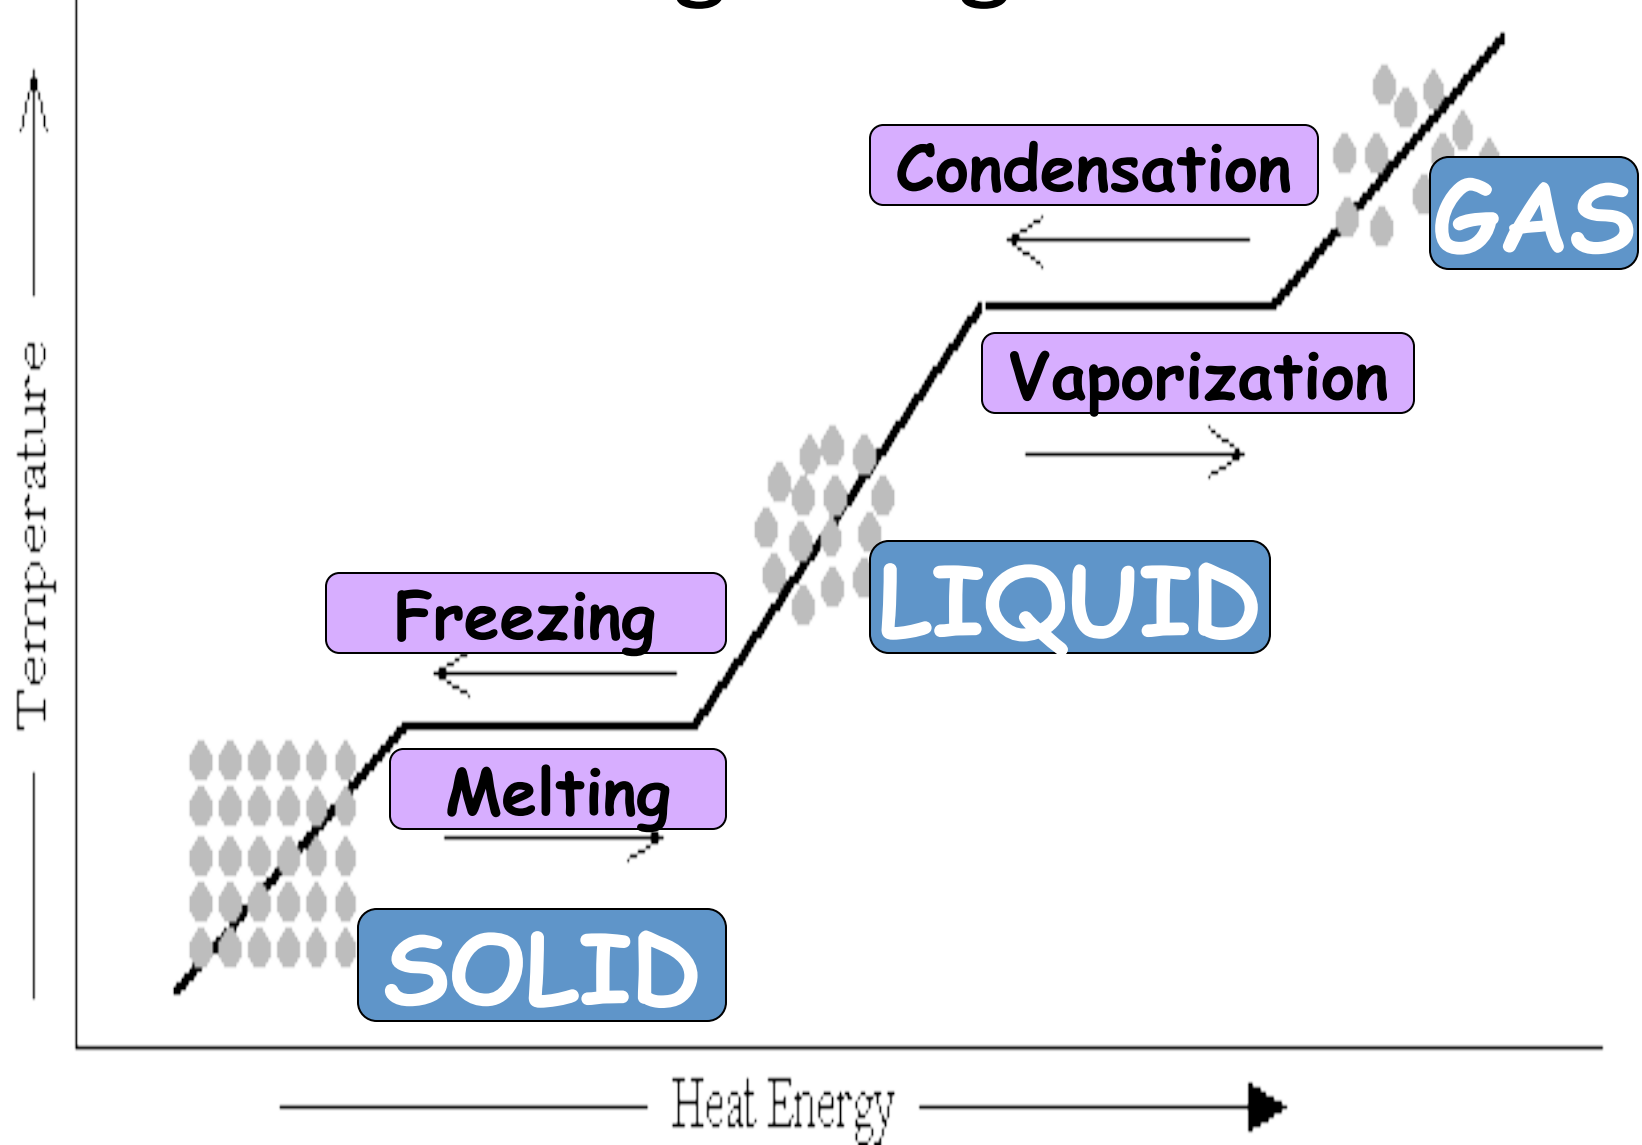 Condensation
GAS
Vaporization
Temperature
LIQUID
Freezing
Melting
SOLID
Heat Energy